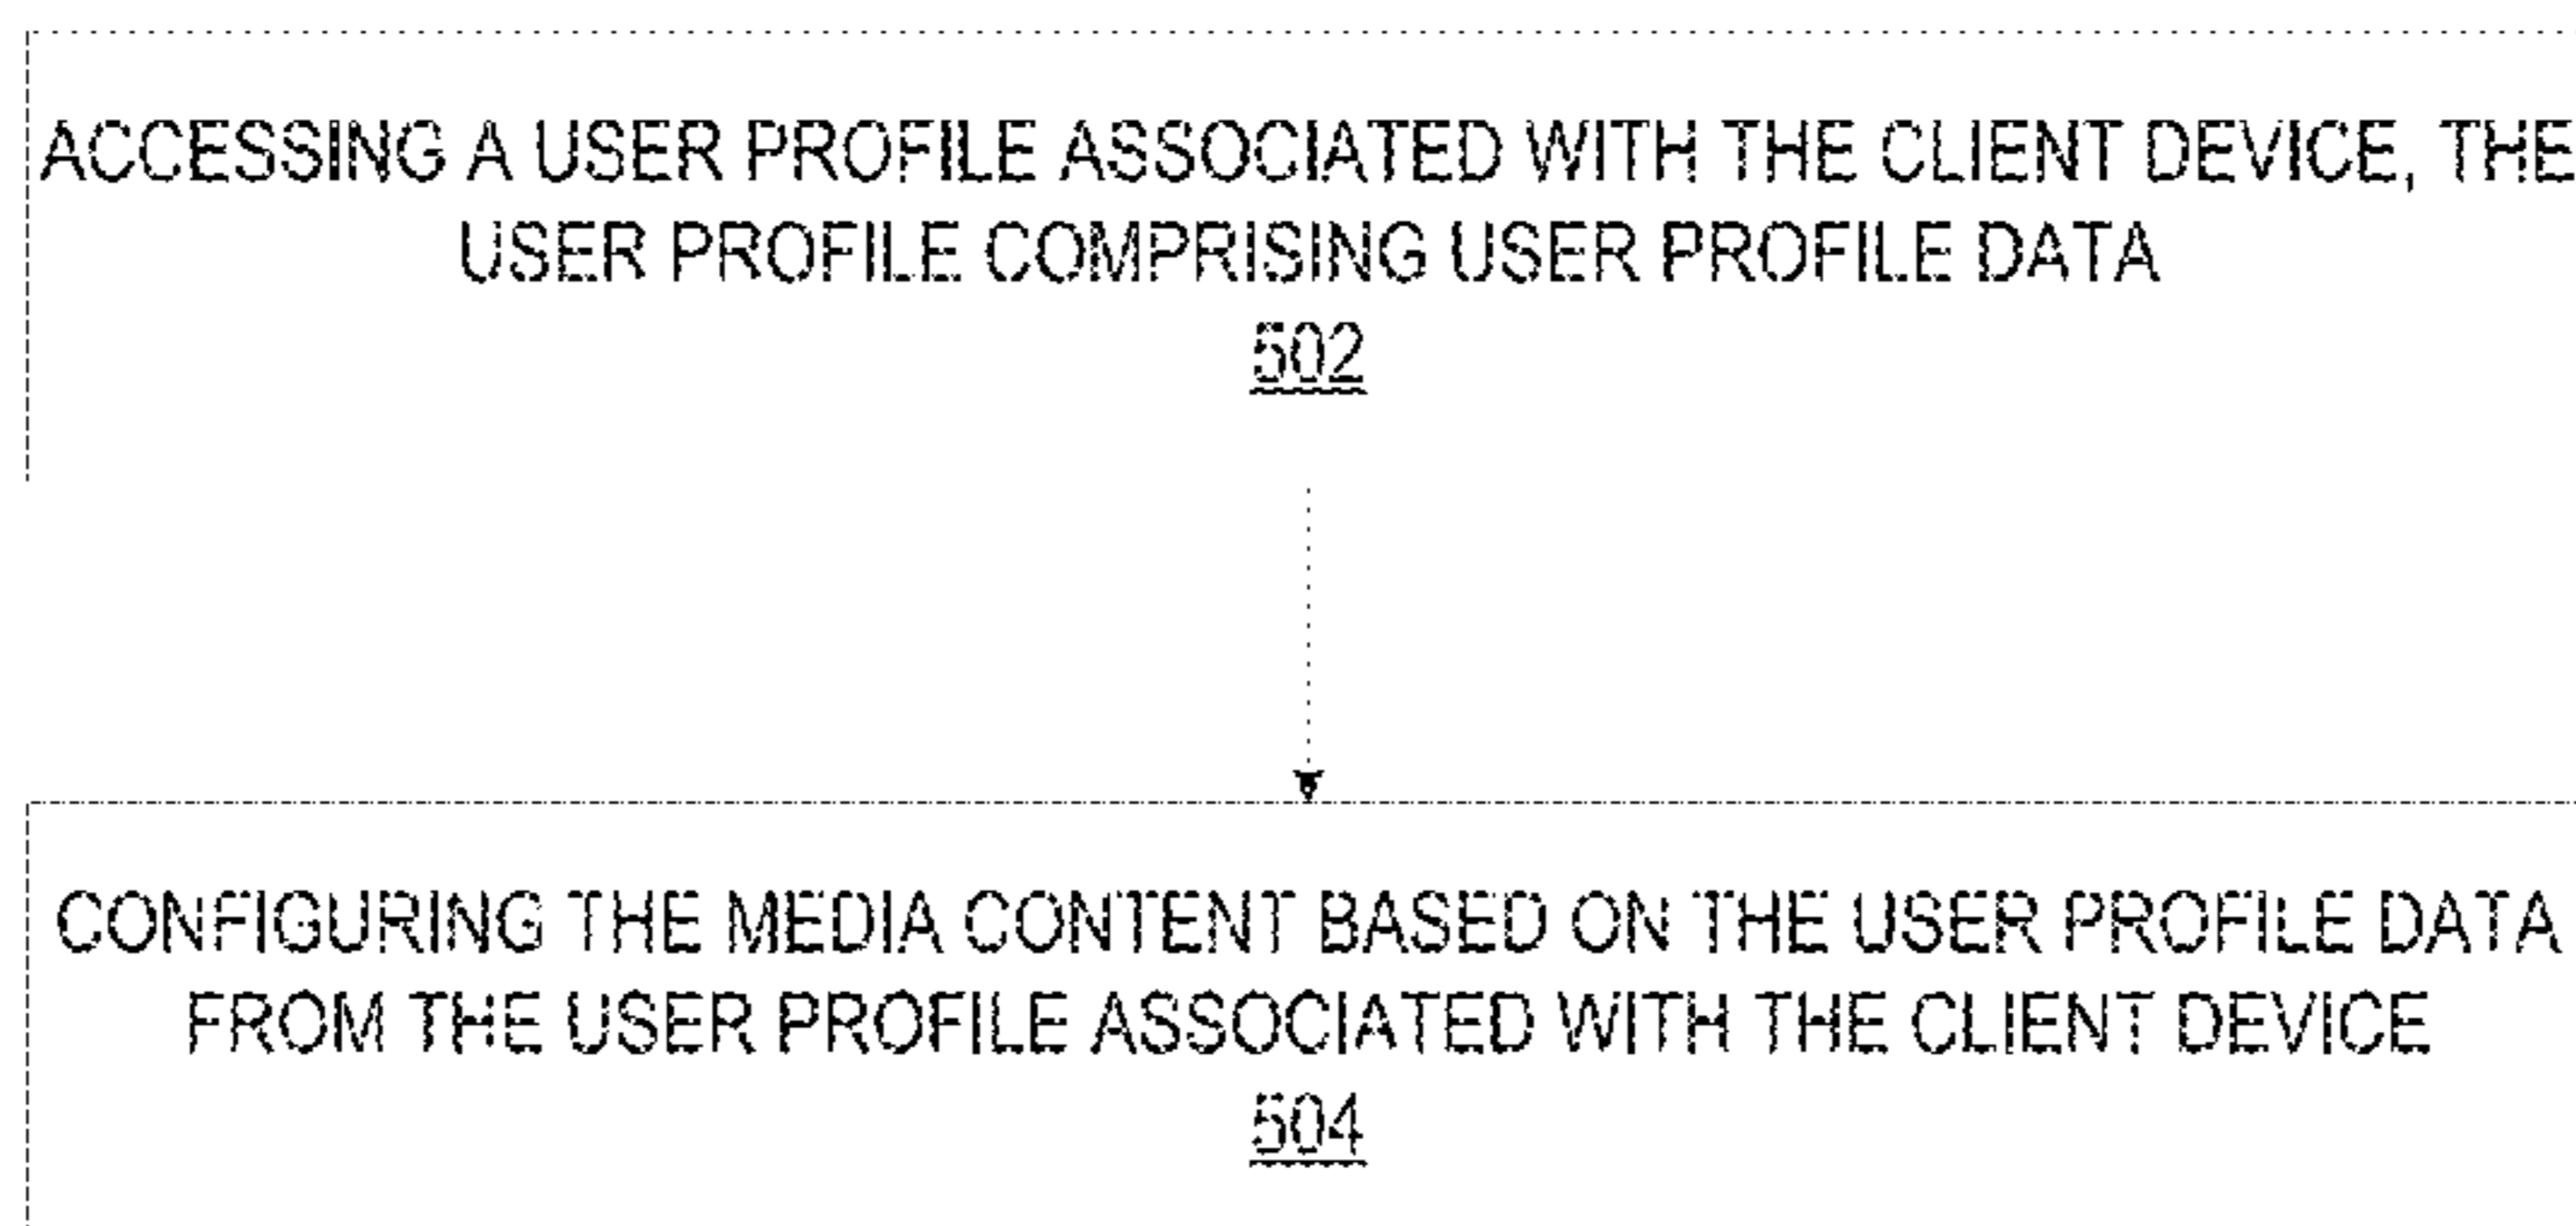 ACCESSING A USER PROFILE ASSOCIATED WITH THE CLIENT DEVICE, THE
USER PROFILE COMPRISING USER PROFILE DATA
502
CONFIGURING THE MEDIA CONTENT BASED ON THE USER PROFILE DATA
FROM THE USER PROFILE ASSOCIATED WITH THE CLIENT DEVICE
504